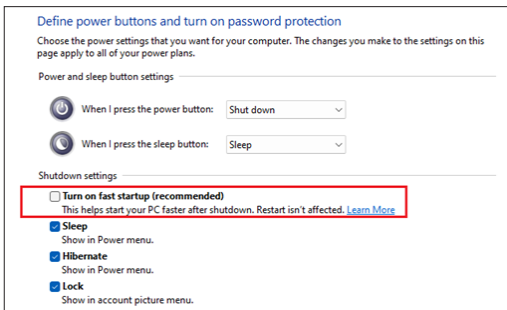 Define power buttons and turn on password protection
Choose the power settings that you want for your computer. The changes you make to the settings on this
page apply to all of your power plans.
Power and sleep button settings
When I press the power button: Shut down
When I press the sleep button: Sleep
Shutdown settings
Turn on fast startup (recommended)
This helps start your PC faster after shutdown. Restart isn't affected. Learn More
Sleep
Show in Power menu.
Hibernate
Show in Power menu.
Lock
Show in account picture menu.